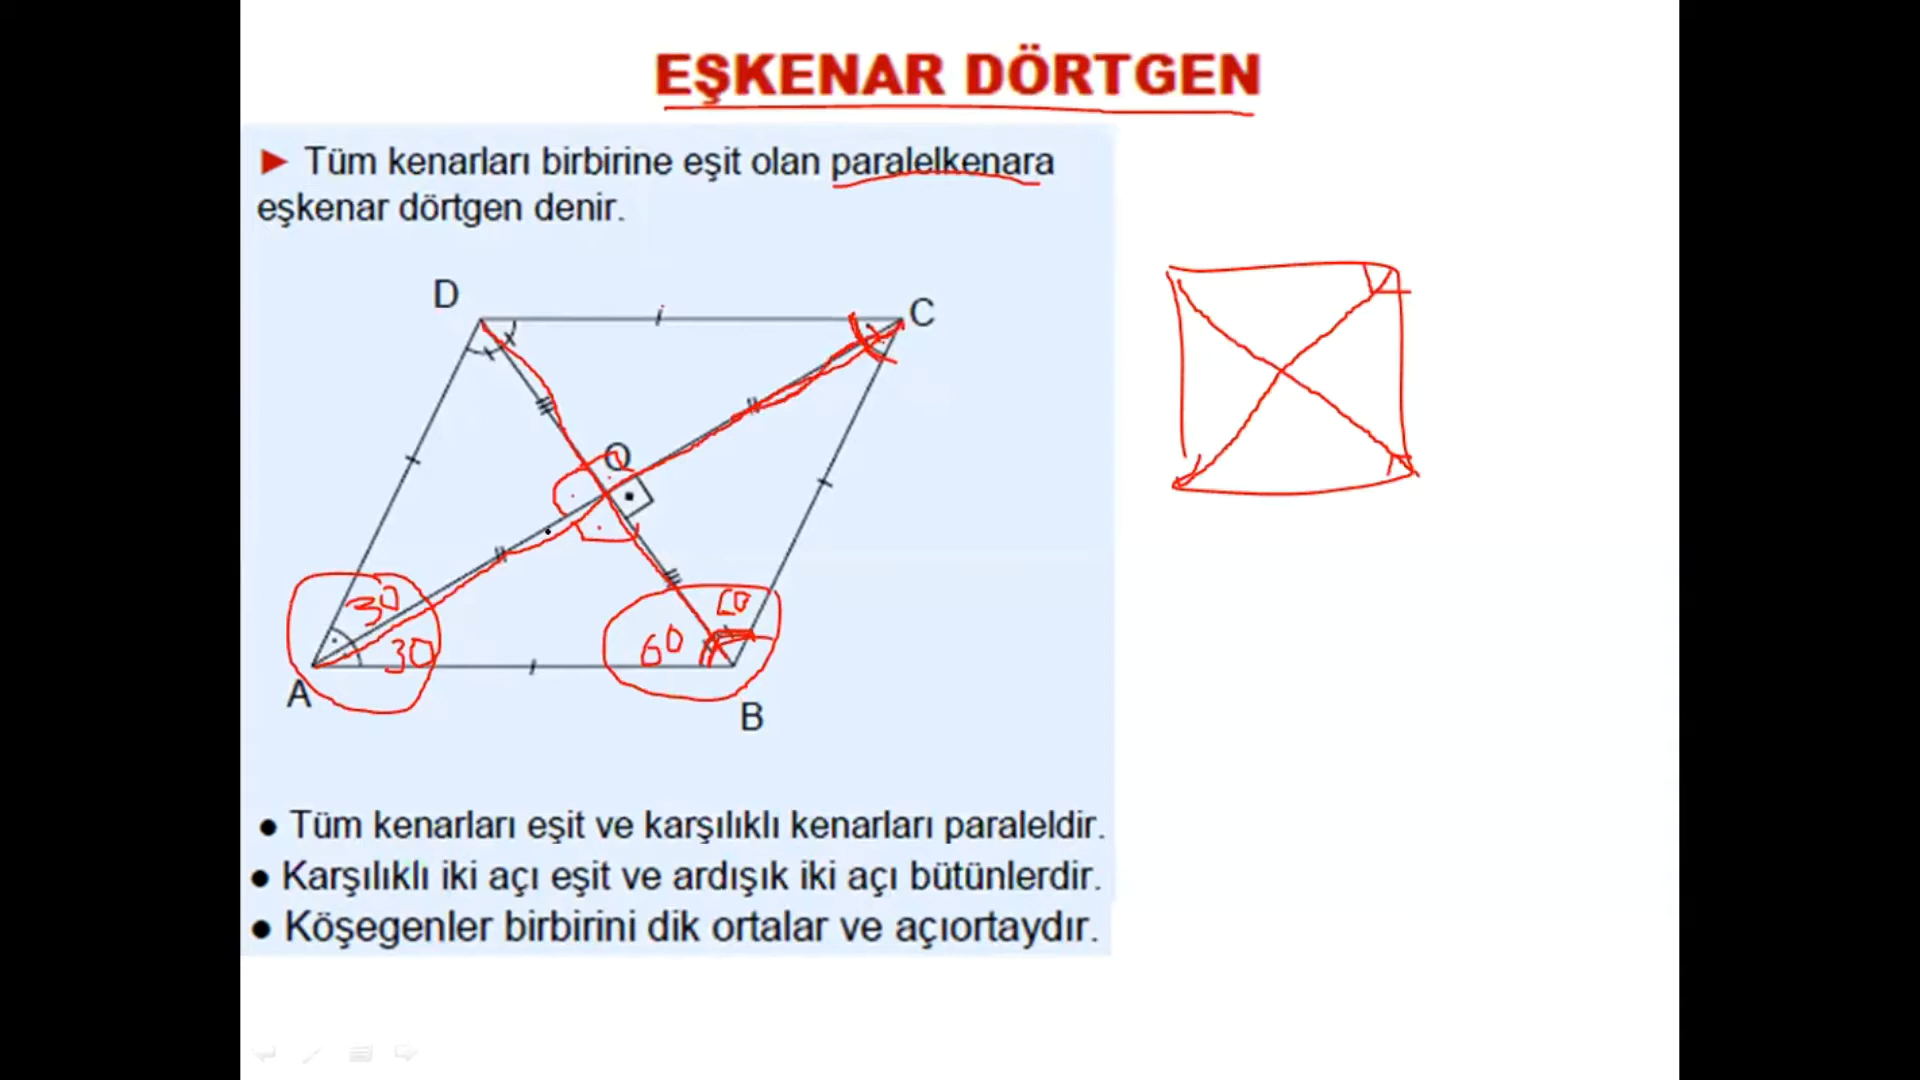 EŞKENAR DÖRTGEN
► Tüm kenarları birbirine eşit olan paralelkenara
eşkenar dörtgen denir.
D
C
O
30
30
60
60
A
B
● Tüm kenarları eşit ve karşılıklı kenarları paraleldir.
● Karşılıklı iki açı eşit ve ardışık iki açı bütünlerdir.
● Köşegenler birbirini dik ortalar ve açıortaydır.